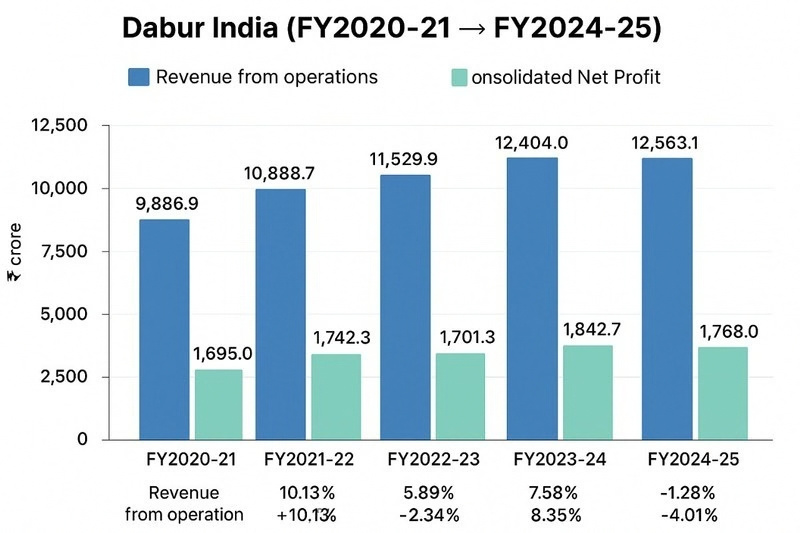 Dabur India (FY2020-21 → FY2024-25)
Revenue from operations onsolidated Net Profit
₹ crore
12,500
10,000
7,500
5,000
2,500
0
9,886.9 1,695.0 10,888.7 1,742.3 11,529.9 1,701.3 12,404.0 1,842.7 12,563.1 1,768.0
FY2020-21 FY2021-22 FY2022-23 FY2023-24 FY2024-25
Revenue 10.13% 5.89% 7.58% -1.28%
from operation +10.13% -2.34% 8.35% -4.01%